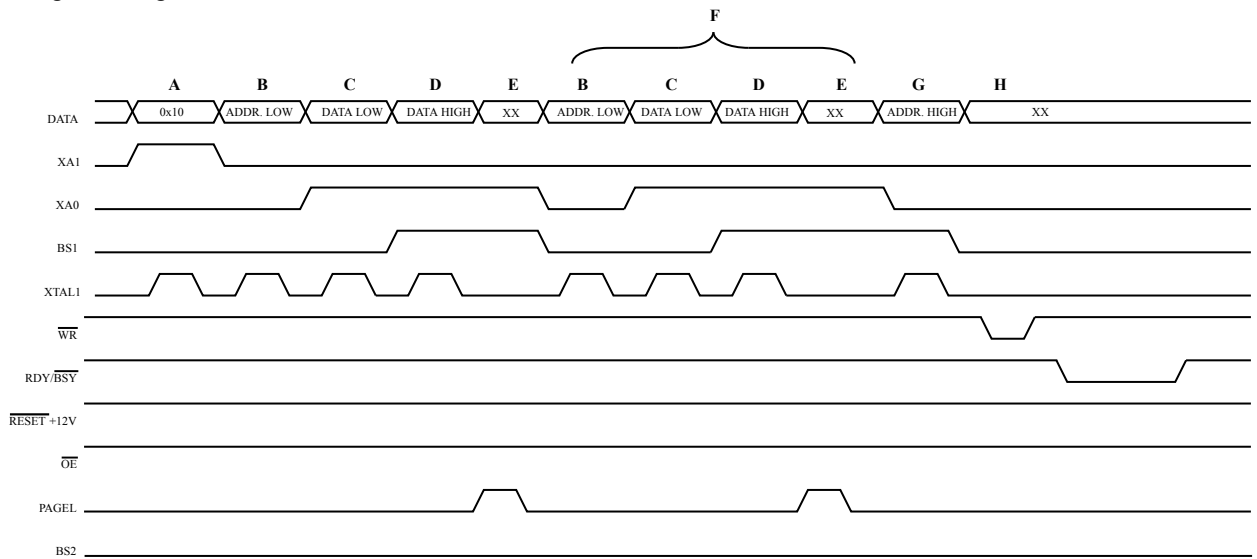 F
A B C D E B C D E G H
DATA 0x10 ADDR. LOW DATA LOW DATA HIGH XX ADDR. LOW DATA LOW DATA HIGH XX ADDR. HIGH XX
XA1
XA0
BS1
XTAL1
WR
RDY/BSY
RESET +12V
OE
PAGEL
BS2